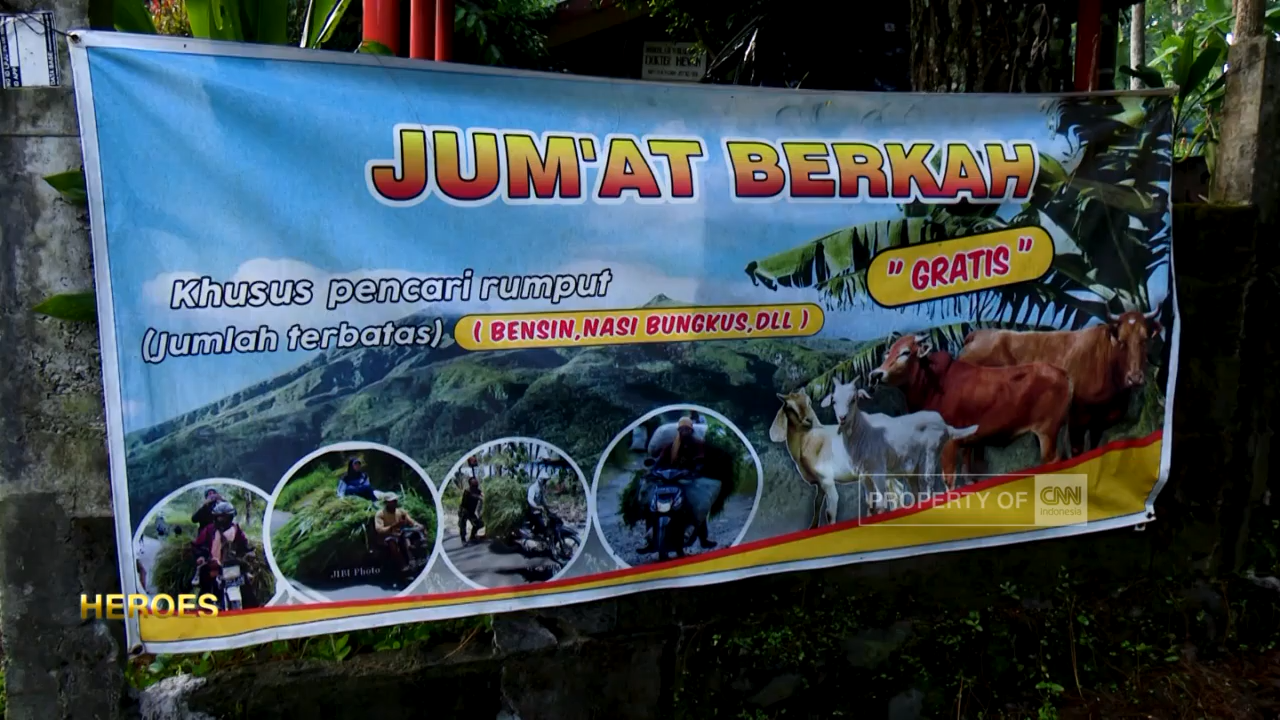 JUM'AT BERKAH
" GRATIS "
Khusus pencari rumput
(Jumlah terbatas) ( BENSIN,NASI BUNGKUS,DLL )
JIBI Photo
PROPERTY OF CNN Indonesia
HEROES